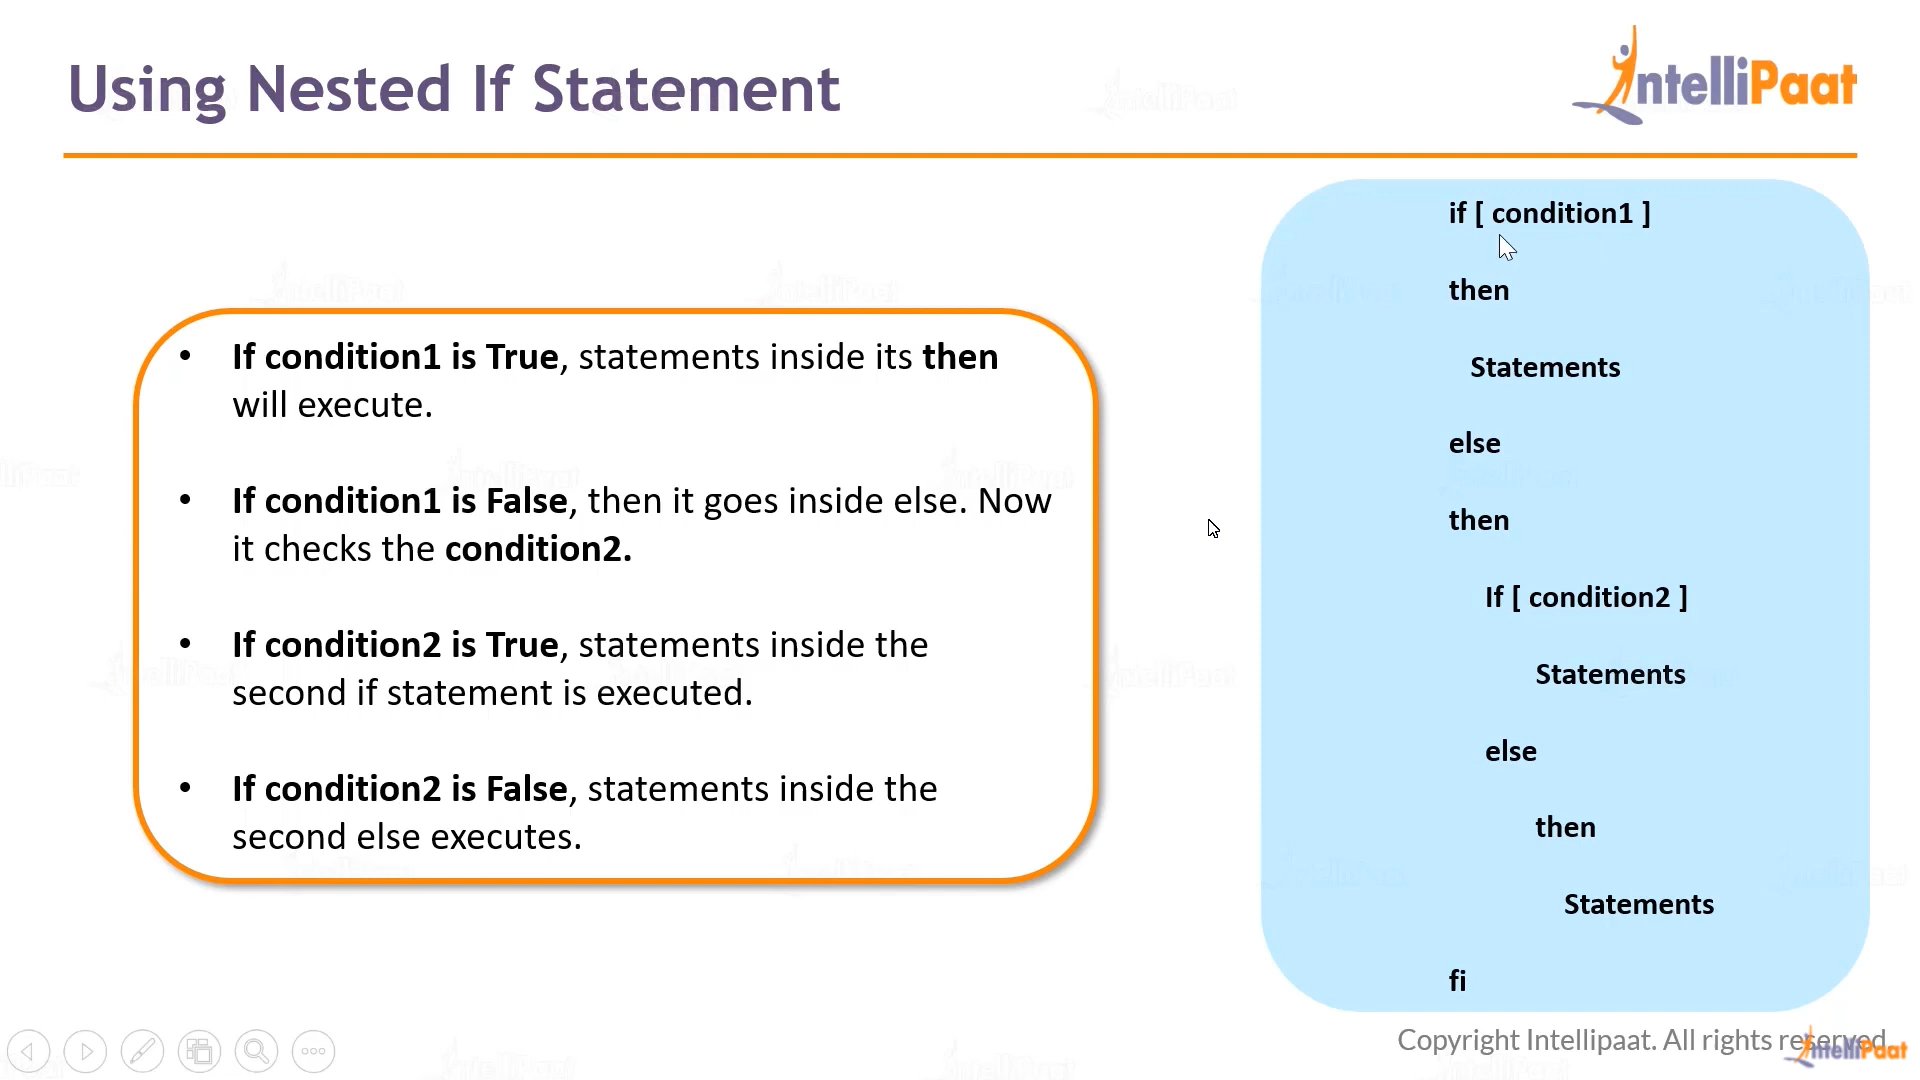 Using Nested If Statement
IntelliPaat
• If condition1 is True, statements inside its then
will execute.
• If condition1 is False, then it goes inside else. Now
it checks the condition2.
• If condition2 is True, statements inside the
second if statement is executed.
• If condition2 is False, statements inside the
second else executes.
if [ condition1 ]
then
Statements
else
then
If [ condition2 ]
Statements
else
then
Statements
fi
Copyright Intellipaat. All rights reserved.
IntelliPaat